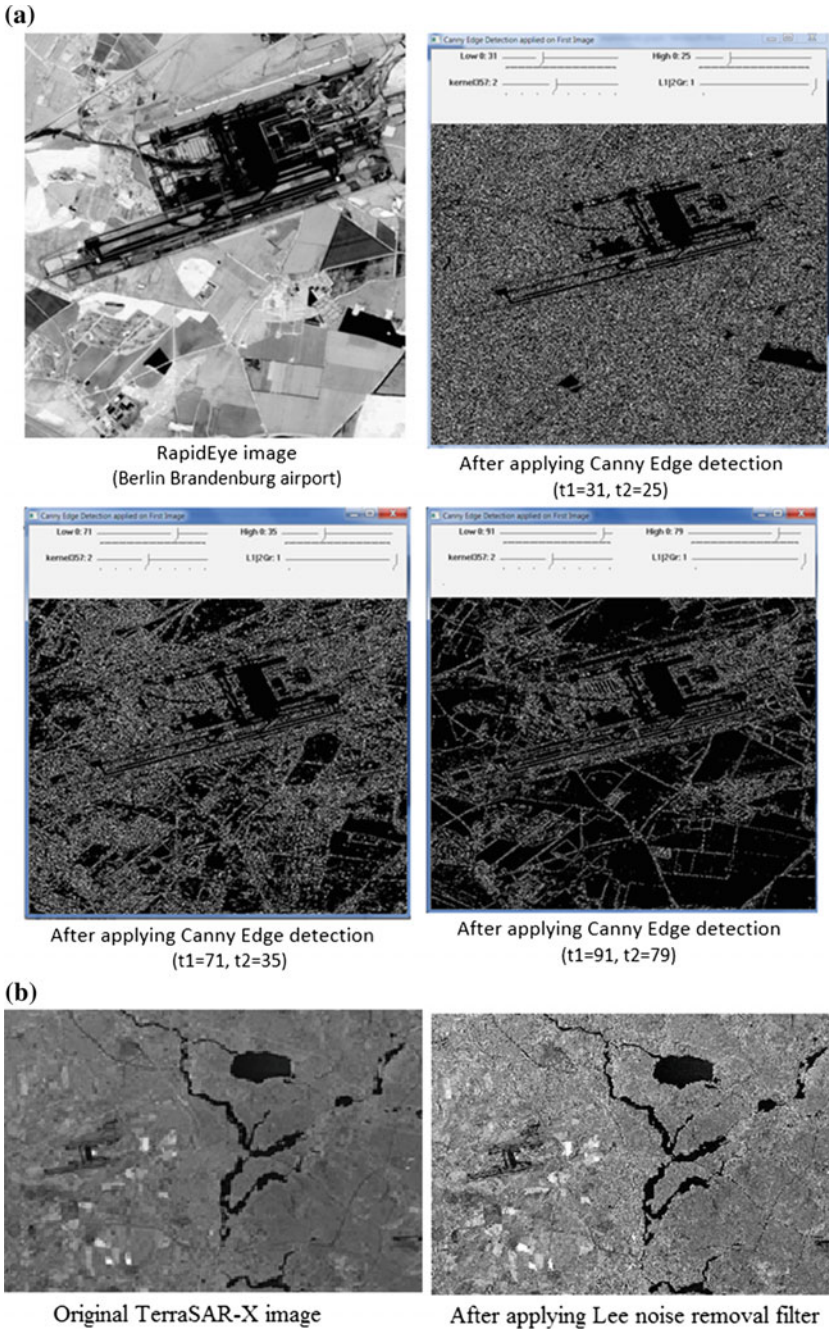 (a)
Canny Edge Detection applied on First Image
Low 0: 31
High 0: 25
kernel357: 2
L1|2Gr: 1
RapidEye image
(Berlin Brandenburg airport)
After applying Canny Edge detection
(t1=31, t2=25)
Canny Edge Detection applied on First Image
Low 0: 71
High 0: 35
kernel357: 2
L1|2Gr: 1
Canny Edge Detection applied on First Image
Low 0: 91
High 0: 79
kernel357: 2
L1|2Gr: 1
After applying Canny Edge detection
(t1=71, t2=35)
After applying Canny Edge detection
(t1=91, t2=79)
(b)
Original TerraSAR-X image
After applying Lee noise removal filter